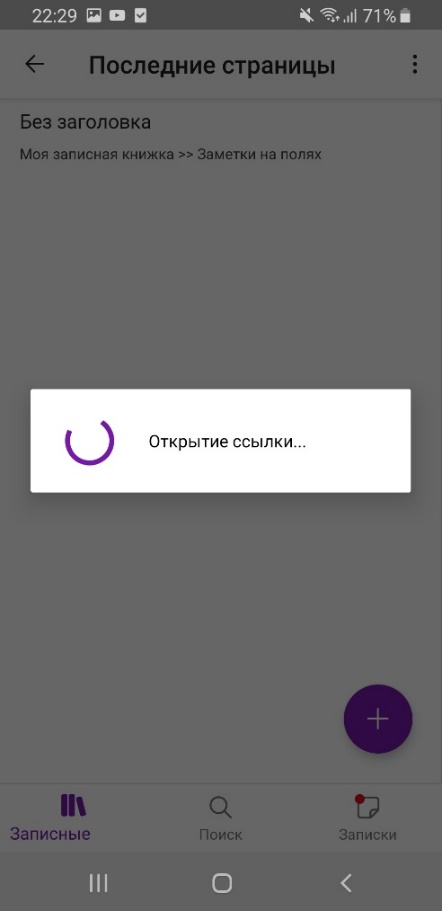 22:29 71%
Последние страницы
Без заголовка
Моя записная книжка >> Заметки на полях
Открытие ссылки...
Записные Поиск Записки